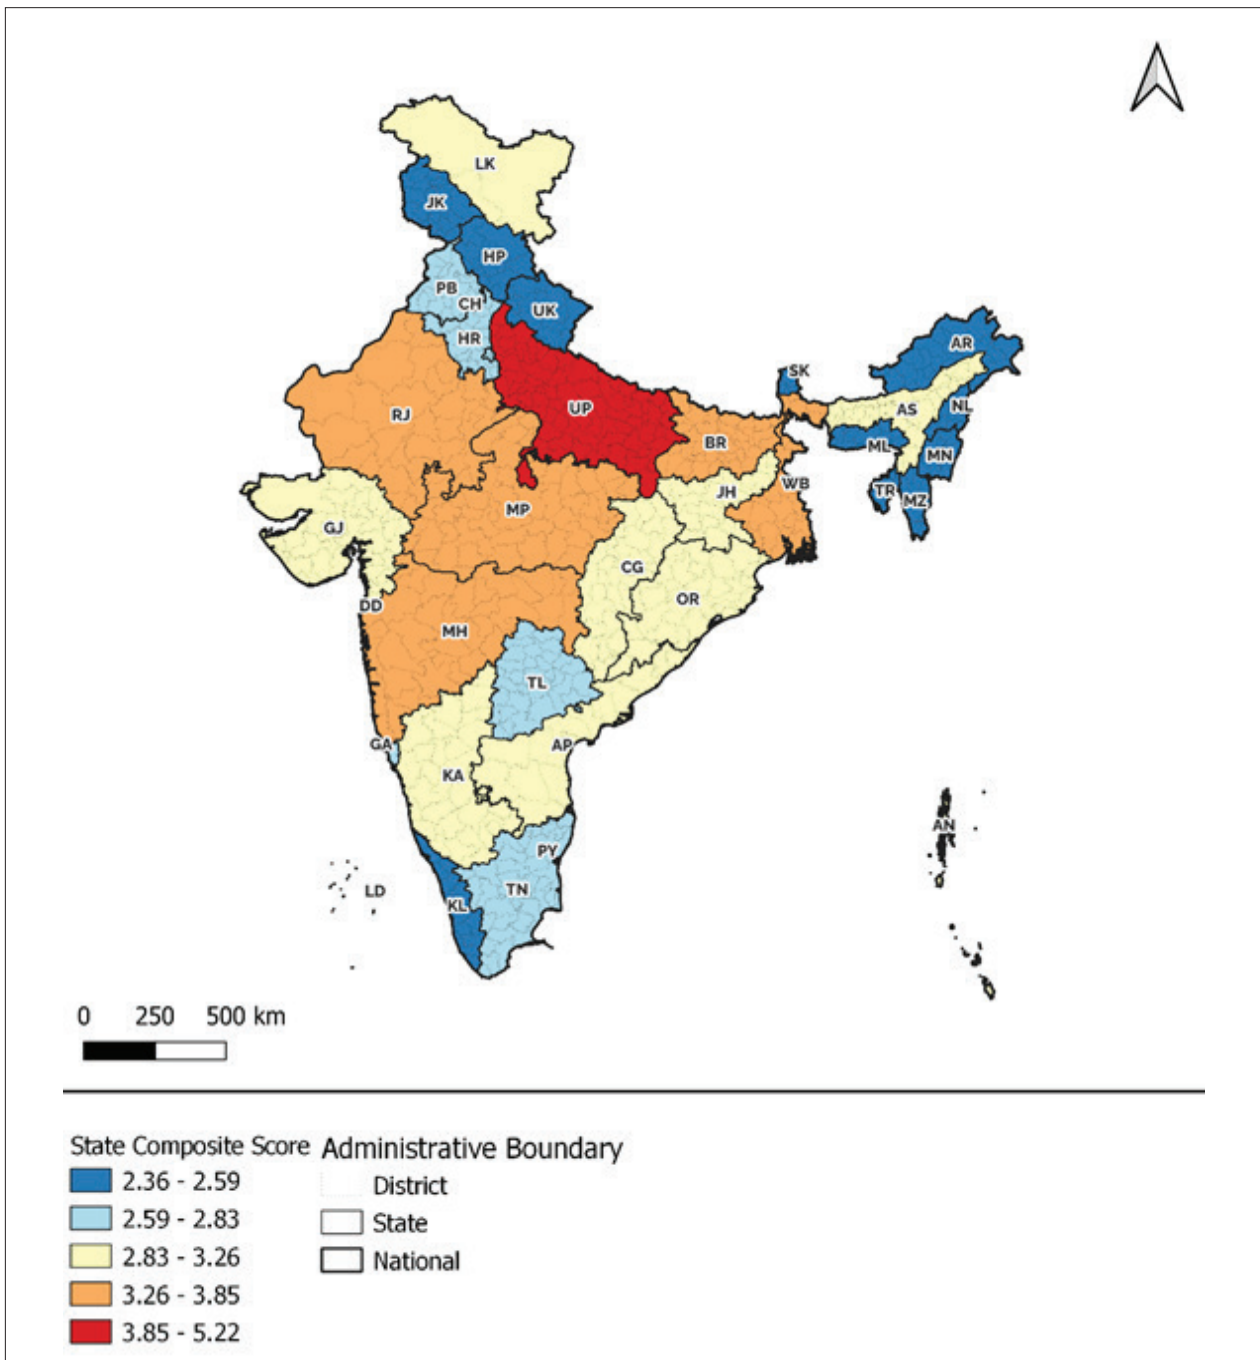 LK
JK
HP
PB
CH
UK
HR
AR
SK
RJ
UP
AS
NL
BR
ML
MN
JH
WB
TR
MZ
MP
GJ
CG
OR
DD
MH
TL
GA
AP
KA
AN
PY
LD
TN
KL
0 250 500 km
State Composite Score
2.36 - 2.59
2.59 - 2.83
2.83 - 3.26
3.26 - 3.85
3.85 - 5.22
Administrative Boundary
District
State
National